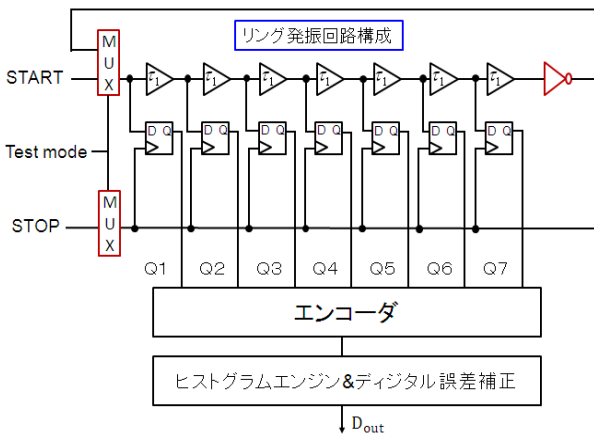 リング発振回路構成
M
U
X
START
τ1 τ1 τ1 τ1 τ1 τ1 τ1
D Q D Q D Q D Q D Q D Q D Q
Test mode
M
U
X
STOP
Q1 Q2 Q3 Q4 Q5 Q6 Q7
エンコーダ
ヒストグラムエンジン&ディジタル誤差補正
Dout